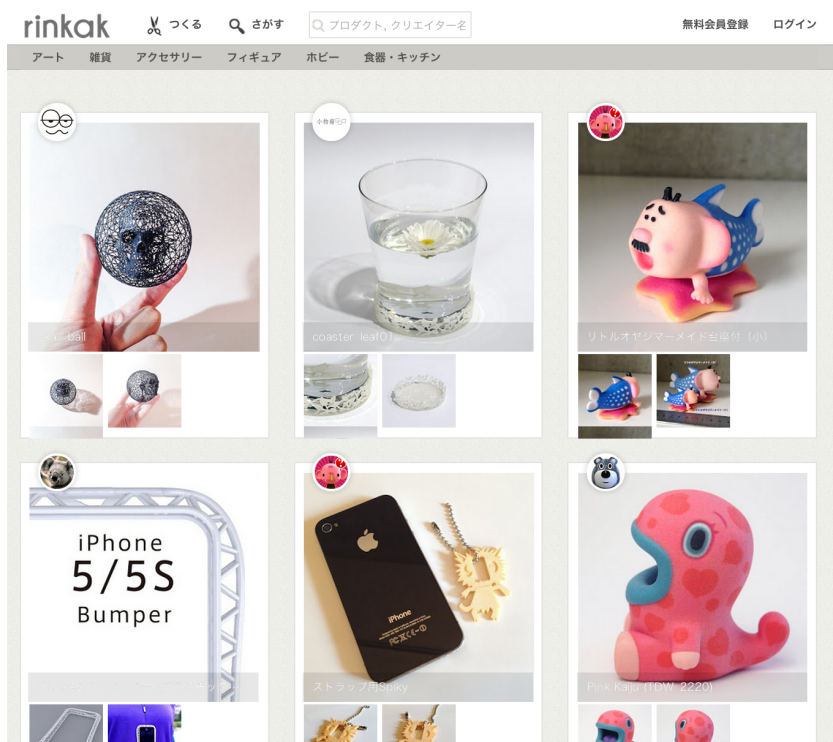 rinkak
つくる
さがす
プロダクト, クリエイター名
無料会員登録
ログイン
アート
雑貨
アクセサリー
フィギュア
ホビー
食器・キッチン
ball
coaster leaf01
リトルオヤジマーメイド台座付（小）
iPhone
5/5S
Bumper
iPhone
ストラップ用Spiky
Pink Kaiju (TDW_2220)